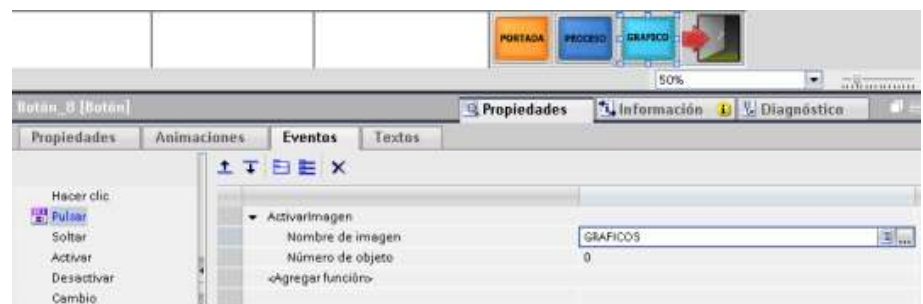 PORTADA PROCESO GRAFICO
50%
Botón_8 [Botón] Propiedades Información Diagnóstico
Propiedades Animaciones Eventos Textos
Hacer clic
Pulsar ActivarImagen
Soltar Nombre de imagen GRAFICOS
Activar Número de objeto 0
Desactivar <Agregar función>
Cambio